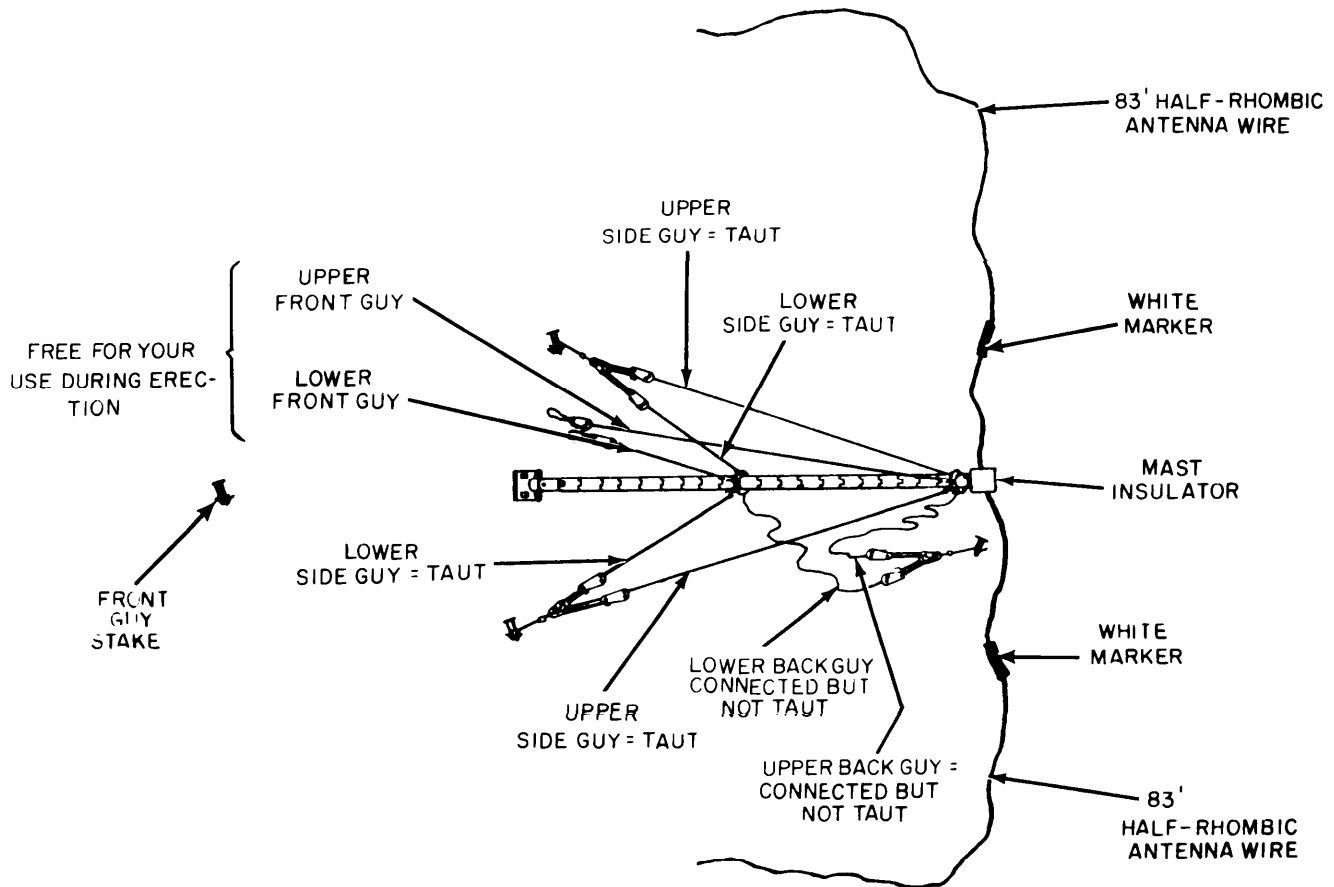 83' HALF-RHOMBIC
ANTENNA WIRE
UPPER
SIDE GUY = TAUT
UPPER
FRONT GUY
LOWER
SIDE GUY = TAUT
WHITE
MARKER
FREE FOR YOUR
USE DURING EREC-
TION
LOWER
FRONT GUY
MAST
INSULATOR
LOWER
SIDE GUY = TAUT
FRONT
GUY
STAKE
WHITE
MARKER
LOWER BACK GUY
CONNECTED BUT
NOT TAUT
UPPER
SIDE GUY = TAUT
UPPER BACK GUY =
CONNECTED BUT
NOT TAUT
83'
HALF-RHOMBIC
ANTENNA WIRE